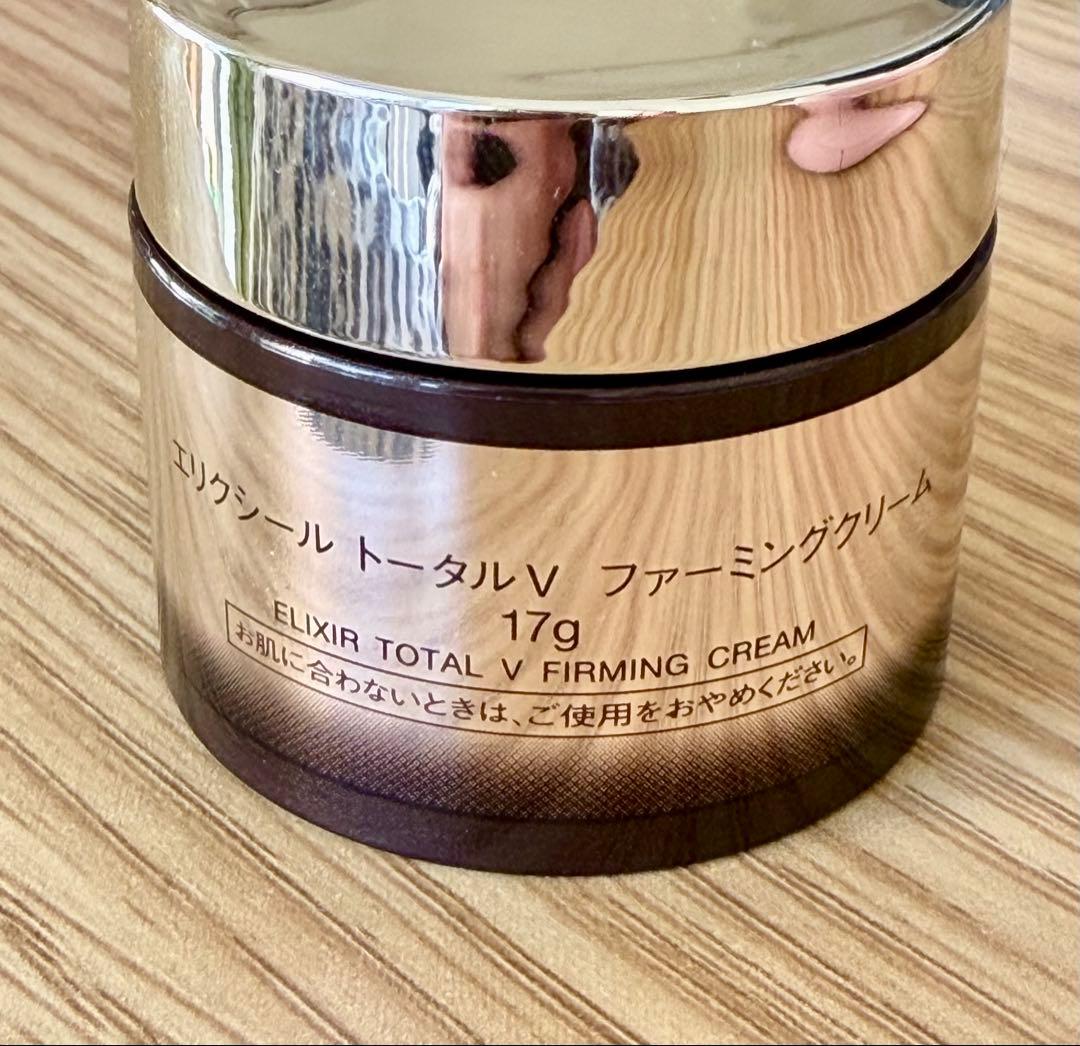 エリクシール トータルV ファーミングクリーム
17g
ELIXIR TOTAL V FIRMING CREAM
お肌に合わないときは、ご使用をおやめください。